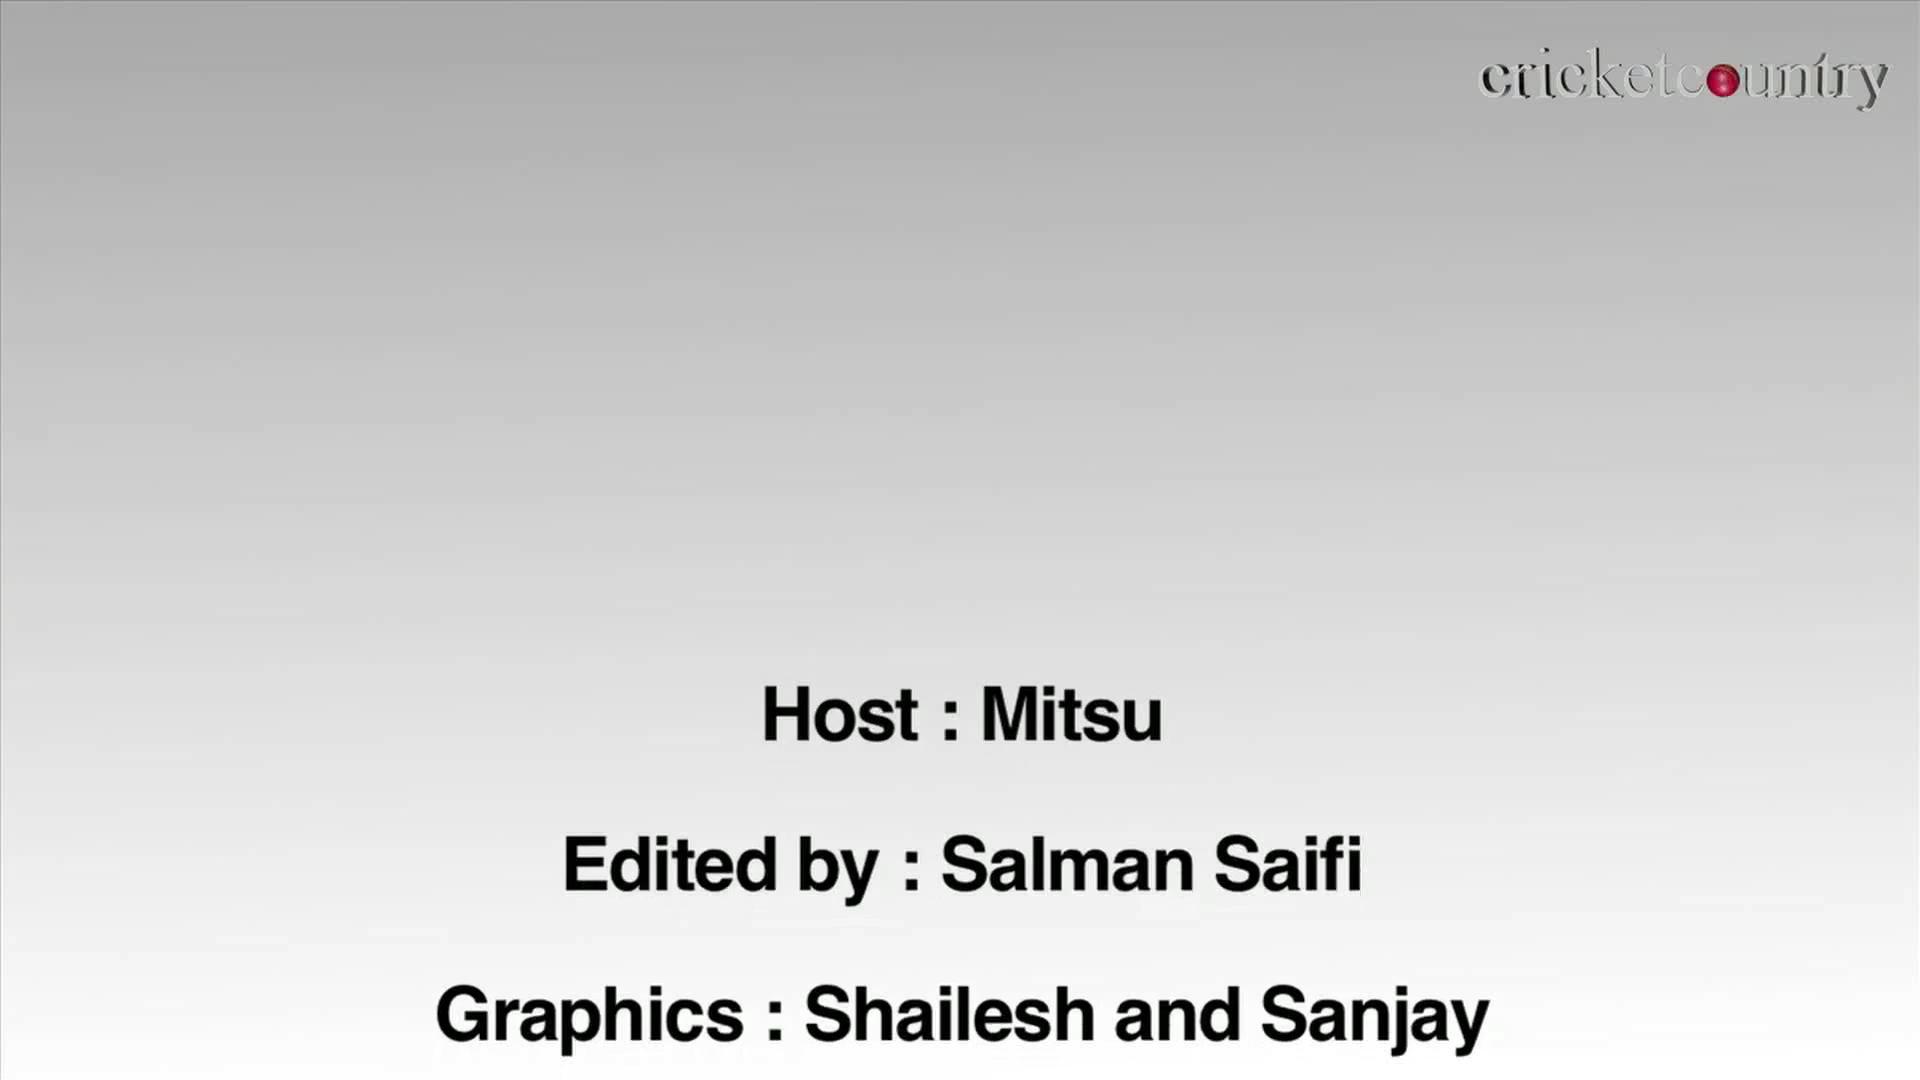 cricketcountry
Host : Mitsu
Edited by : Salman Saifi
Graphics : Shailesh and Sanjay